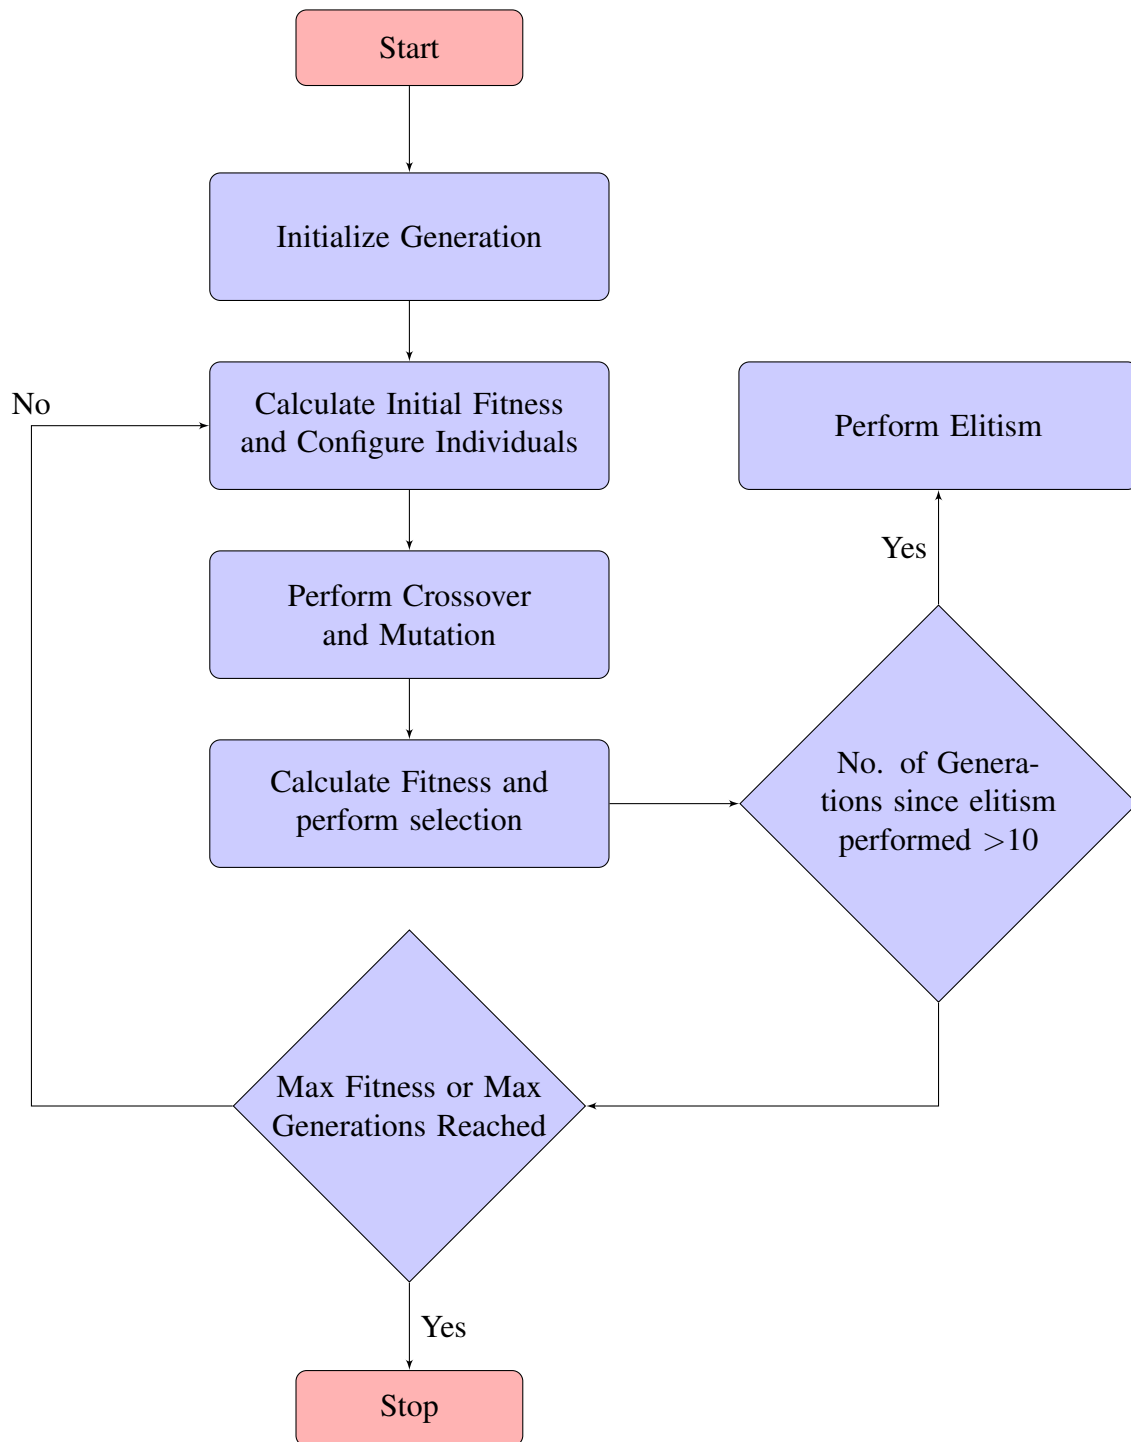 Start
Initialize Generation
Calculate Initial Fitness
and Configure Individuals
No
Perform Elitism
Perform Crossover
and Mutation
Yes
Calculate Fitness and
perform selection
No. of Genera-
tions since elitism
performed >10
Max Fitness or Max
Generations Reached
Yes
Stop